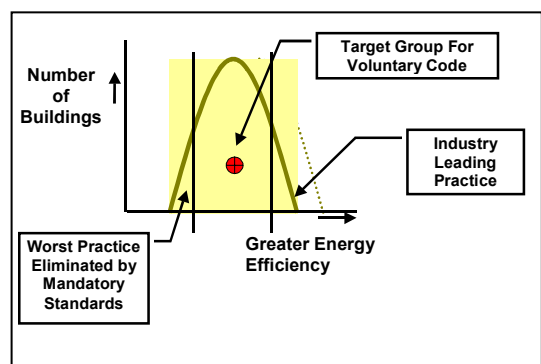 Target Group For
Voluntary Code
Number
of
Buildings
Industry
Leading
Practice
Worst Practice
Eliminated by
Mandatory
Standards
Greater Energy
Efficiency